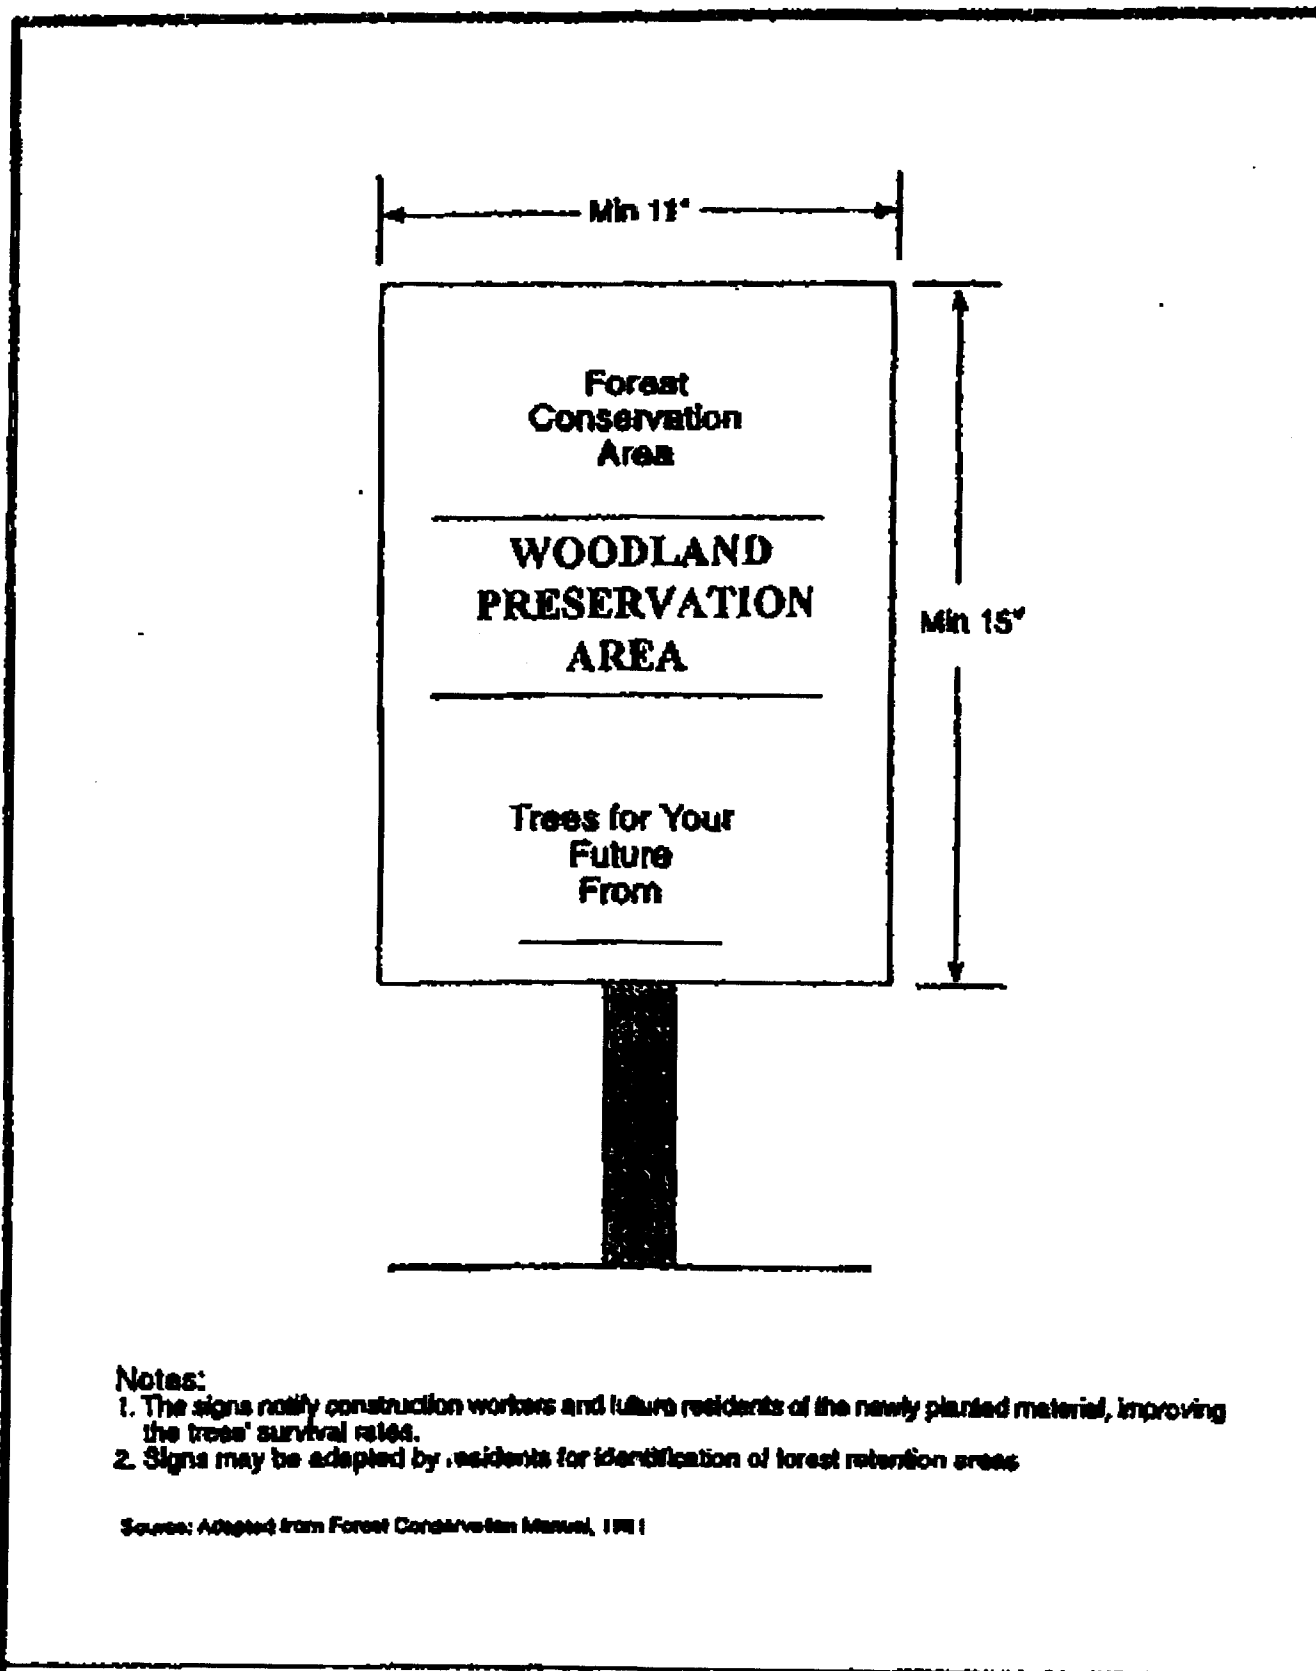 Min 11"
Forest
Conservation
Area
WOODLAND
PRESERVATION
AREA
Min 15"
Trees for Your
Future
From
Notes:
1. The signs notify construction workers and future residents of the newly planted material, improving
the trees' survival rates.
2. Signs may be adapted by residents for identification of forest retention areas
Source: Adapted from Forest Conservation Manual,